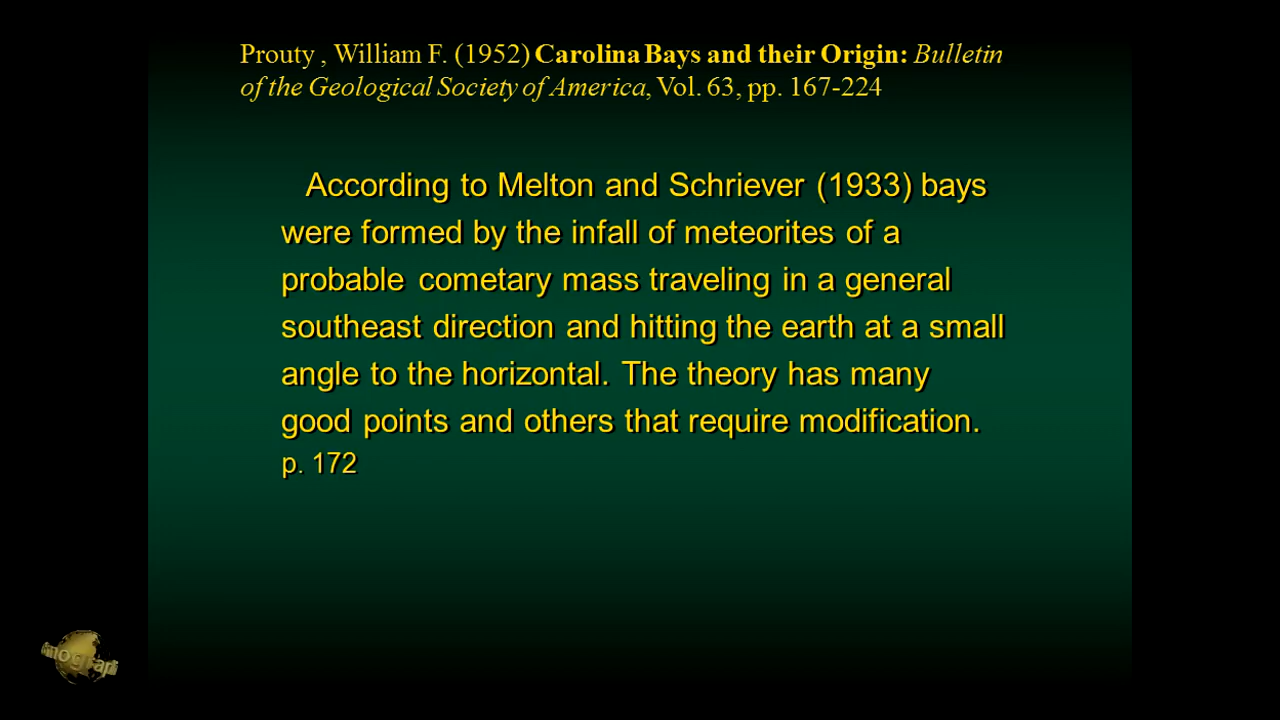 Prouty , William F. (1952) Carolina Bays and their Origin: Bulletin
of the Geological Society of America, Vol. 63, pp. 167-224
According to Melton and Schriever (1933) bays
were formed by the infall of meteorites of a
probable cometary mass traveling in a general
southeast direction and hitting the earth at a small
angle to the horizontal. The theory has many
good points and others that require modification.
p. 172